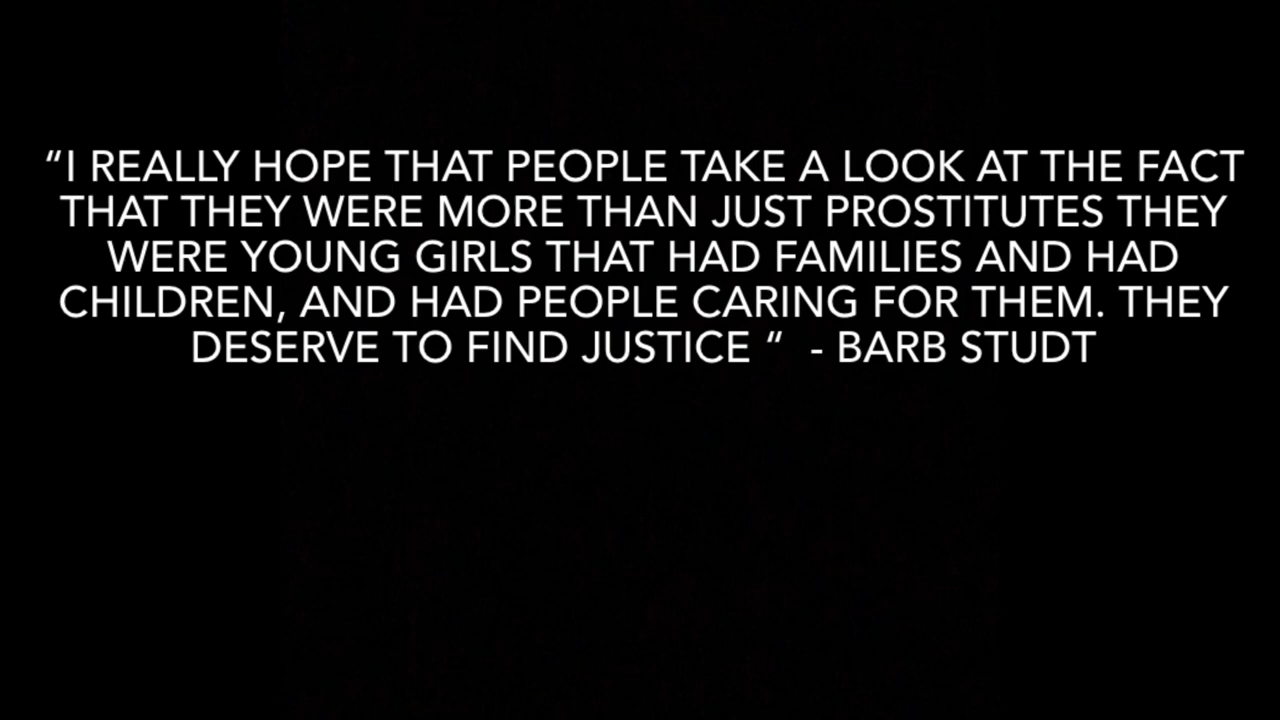 “I REALLY HOPE THAT PEOPLE TAKE A LOOK AT THE FACT
THAT THEY WERE MORE THAN JUST PROSTITUTES THEY
WERE YOUNG GIRLS THAT HAD FAMILIES AND HAD
CHILDREN, AND HAD PEOPLE CARING FOR THEM. THEY
DESERVE TO FIND JUSTICE “  - BARB STUDT